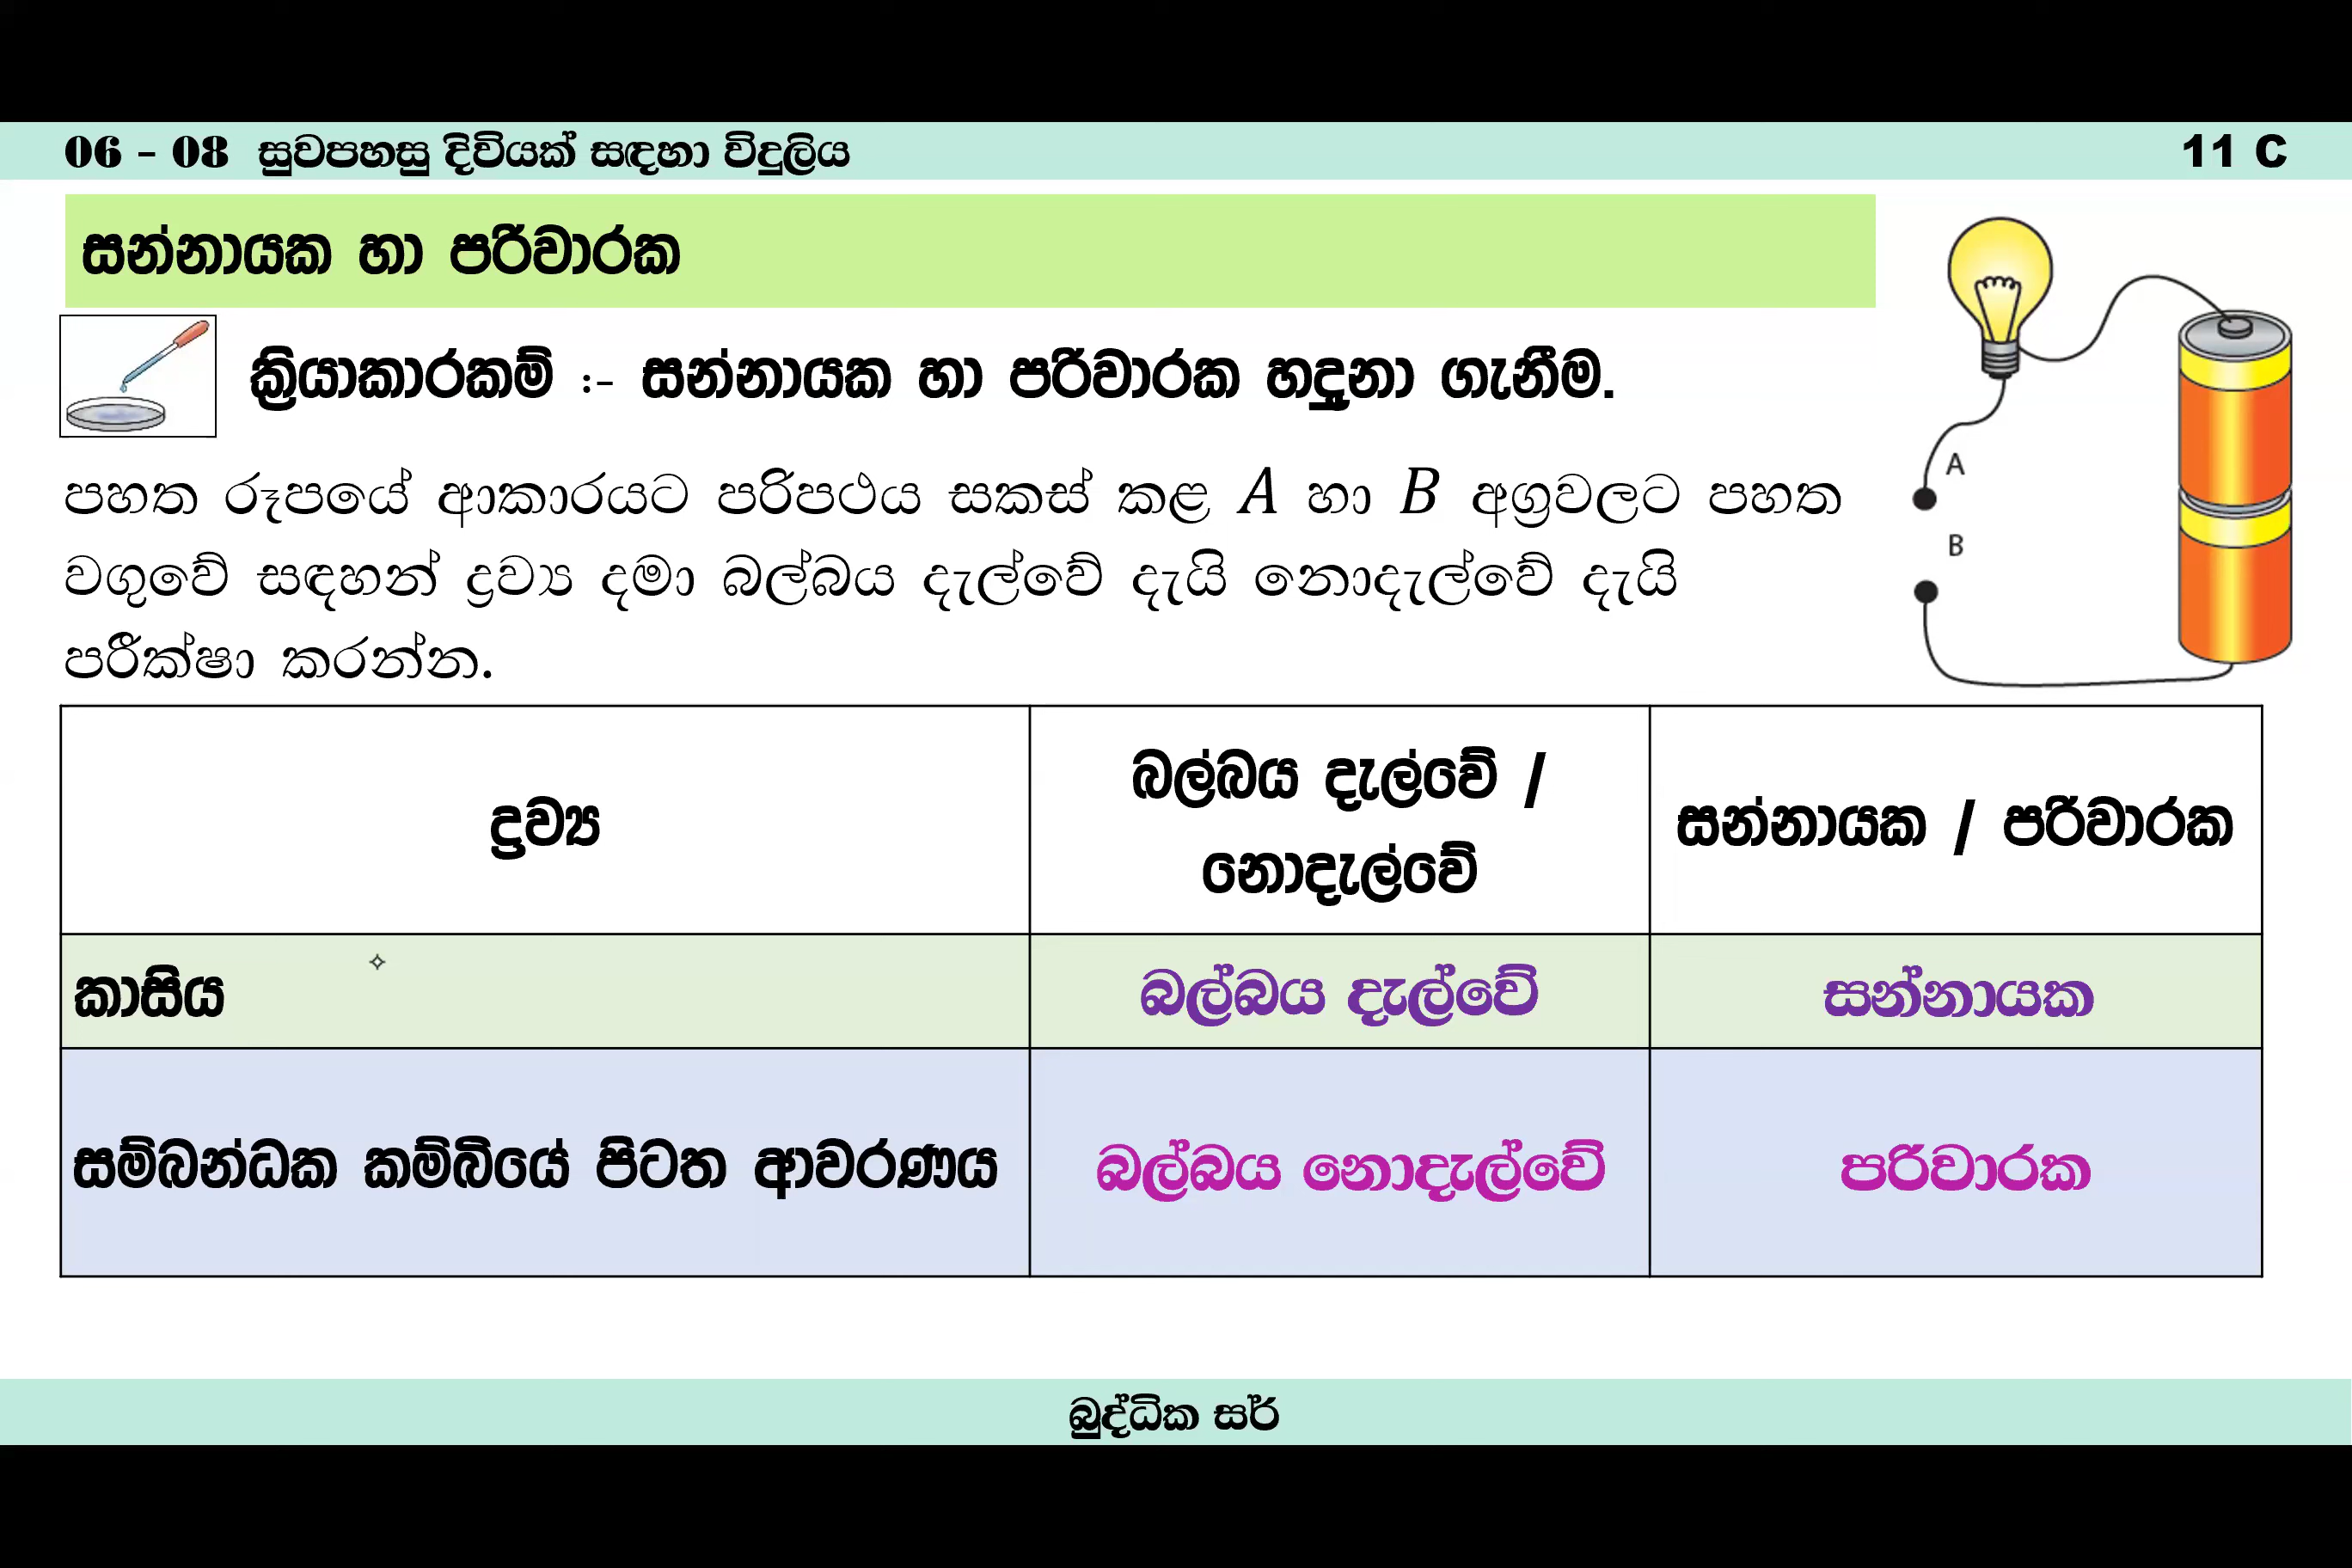 06 - 08 සුවපහසු දිවියක් සඳහා විදුලිය
11 C
සන්නායක හා පරිවාරක
ක්‍රියාකාරකම් :- සන්නායක හා පරිවාරක හඳුනා ගැනීම.
පහත රූපයේ ආකාරයට පරිපථය සකස් කළ A හා B අග්‍රවලට පහත
වගුවේ සඳහන් ද්‍රව්‍ය දමා බල්බය දැල්වේ දැයි නොදැල්වේ දැයි
පරීක්ෂා කරන්න.
A
B
ද්‍රව්‍ය
බල්බය දැල්වේ /
නොදැල්වේ
සන්නායක / පරිවාරක
කාසිය
බල්බය දැල්වේ
සන්නායක
සම්බන්ධක කම්බියේ පිටත ආවරණය
බල්බය නොදැල්වේ
පරිවාරක
බුද්ධික සර්